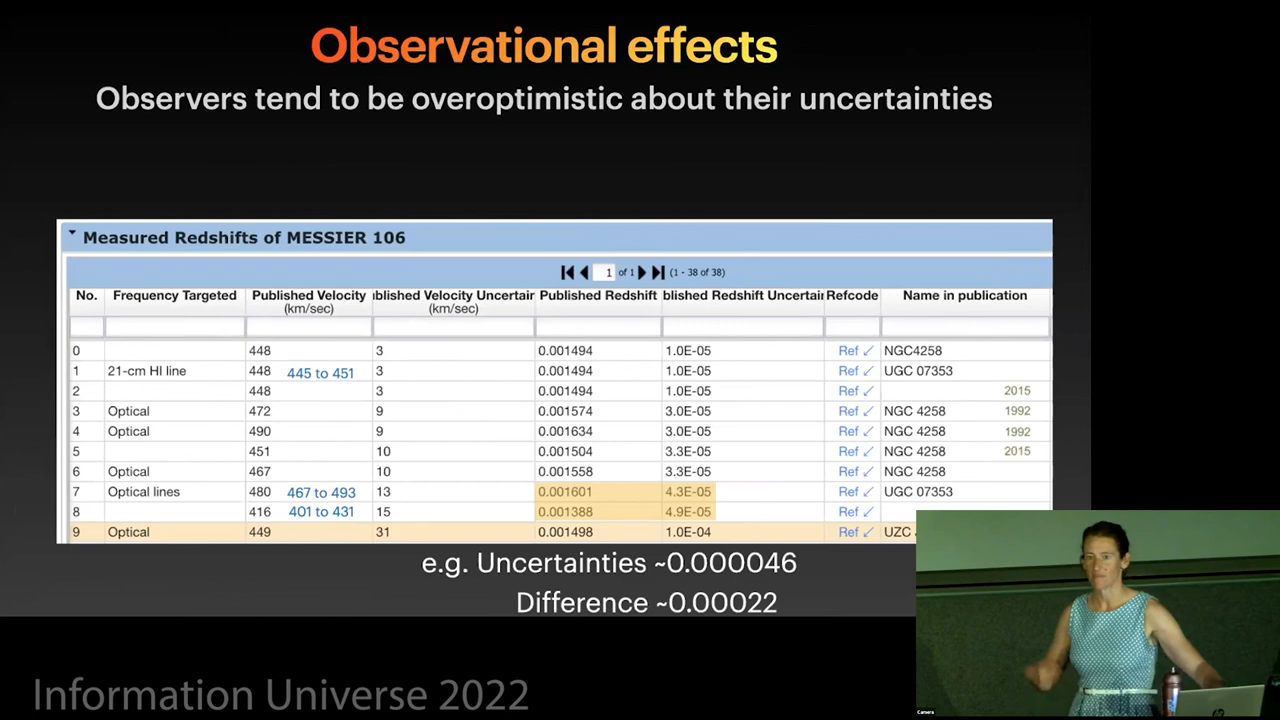 Observational effects
Observers tend to be overoptimistic about their uncertainties
Measured Redshifts of MESSIER 106
1 of 1 (1 - 38 of 38)
No. Frequency Targeted Published Velocity (km/sec) ublished Velocity Uncertain (km/sec) Published Redshift blished Redshift Uncertain Refcode Name in publication
0 448 3 0.001494 1.0E-05 Ref NGC4258
1 21-cm HI line 448 445 to 451 3 0.001494 1.0E-05 Ref UGC 07353
2 448 3 0.001494 1.0E-05 Ref 2015
3 Optical 472 9 0.001574 3.0E-05 Ref NGC 4258 1992
4 Optical 490 9 0.001634 3.0E-05 Ref NGC 4258 1992
5 451 10 0.001504 3.3E-05 Ref NGC 4258 2015
6 Optical 467 10 0.001558 3.3E-05 Ref NGC 4258
7 Optical lines 480 467 to 493 13 0.001601 4.3E-05 Ref UGC 07353
8 416 401 to 431 15 0.001388 4.9E-05 Ref
9 Optical 449 31 0.001498 1.0E-04 Ref UZC
e.g. Uncertainties ~0.000046
Difference ~0.00022
Camera
Information Universe 2022